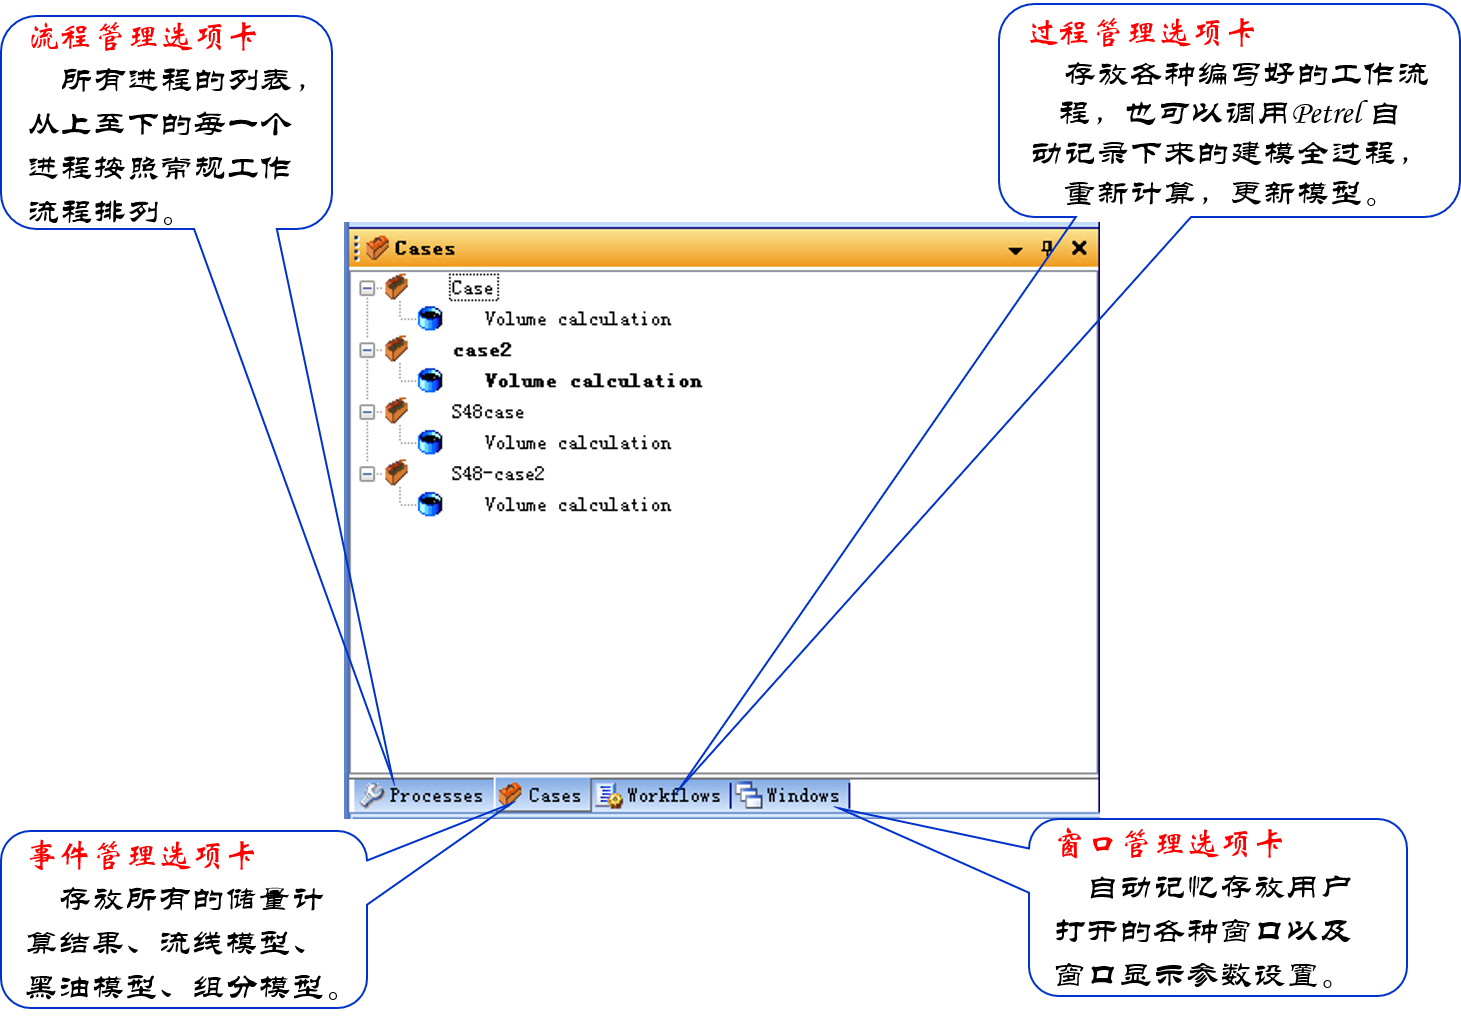 流程管理选项卡
所有进程的列表，
从上至下的每一个
进程按照常规工作
流程排列。
过程管理选项卡
存放各种编写好的工作流
程，也可以调用Petrel自
动记录下来的建模全过程，
重新计算，更新模型。
Cases
Case
Volume calculation
case2
Volume calculation
S48case
Volume calculation
S48-case2
Volume calculation
Processes
Cases
Workflows
Windows
事件管理选项卡
存放所有的储量计
算结果、流线模型、
黑油模型、组分模型。
窗口管理选项卡
自动记忆存放用户
打开的各种窗口以及
窗口显示参数设置。